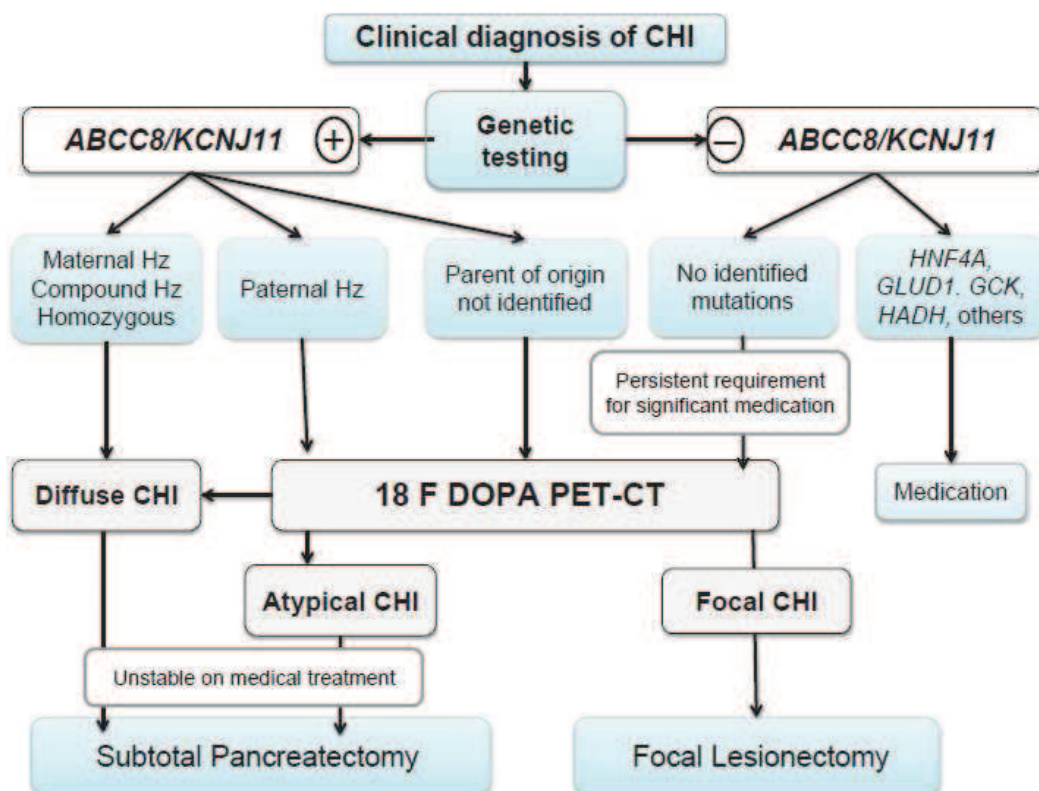 Clinical diagnosis of CHI
ABCC8/KCNJ11 +
Genetic
testing
− ABCC8/KCNJ11
Maternal Hz
Compound Hz
Homozygous
Paternal Hz
Parent of origin
not identified
No identified
mutations
HNF4A,
GLUD1. GCK,
HADH, others
Persistent requirement
for significant medication
Diffuse CHI
18 F DOPA PET-CT
Medication
Atypical CHI
Focal CHI
Unstable on medical treatment
Subtotal Pancreatectomy
Focal Lesionectomy